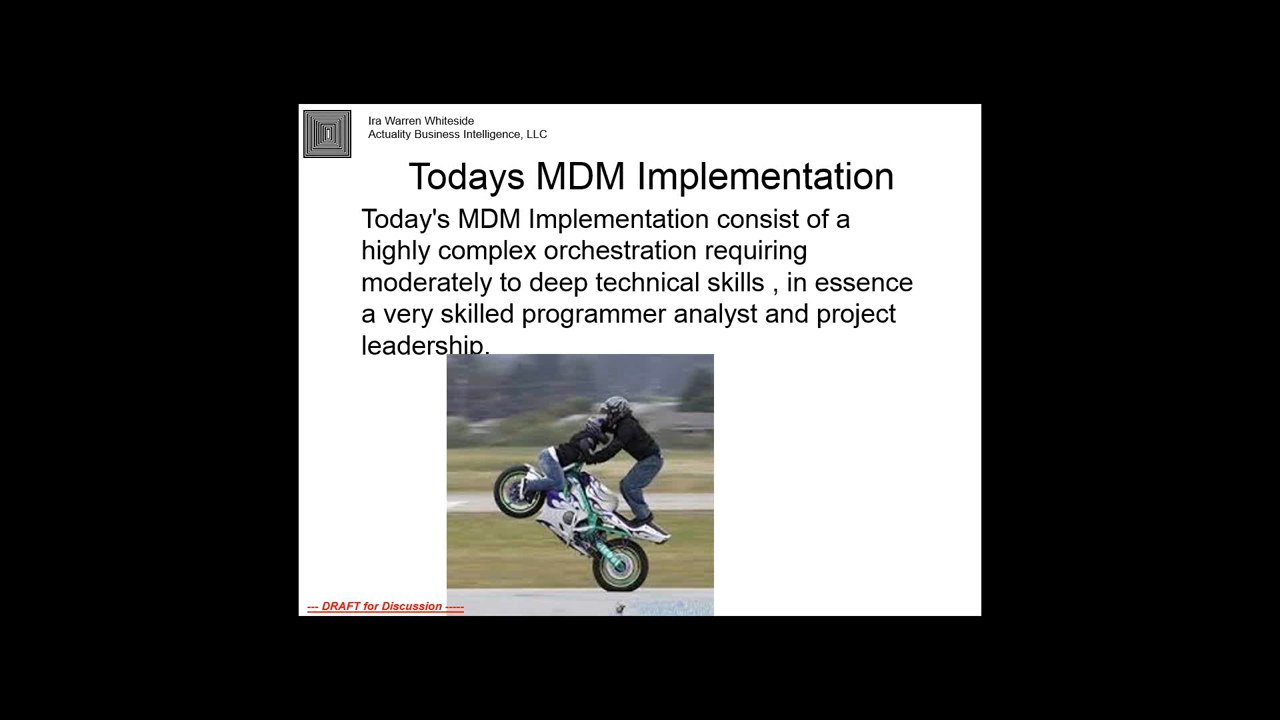 Ira Warren Whiteside
Actuality Business Intelligence, LLC
Todays MDM Implementation
Today's MDM Implementation consist of a
highly complex orchestration requiring
moderately to deep technical skills , in essence
a very skilled programmer analyst and project
leadership.
--- DRAFT for Discussion -----